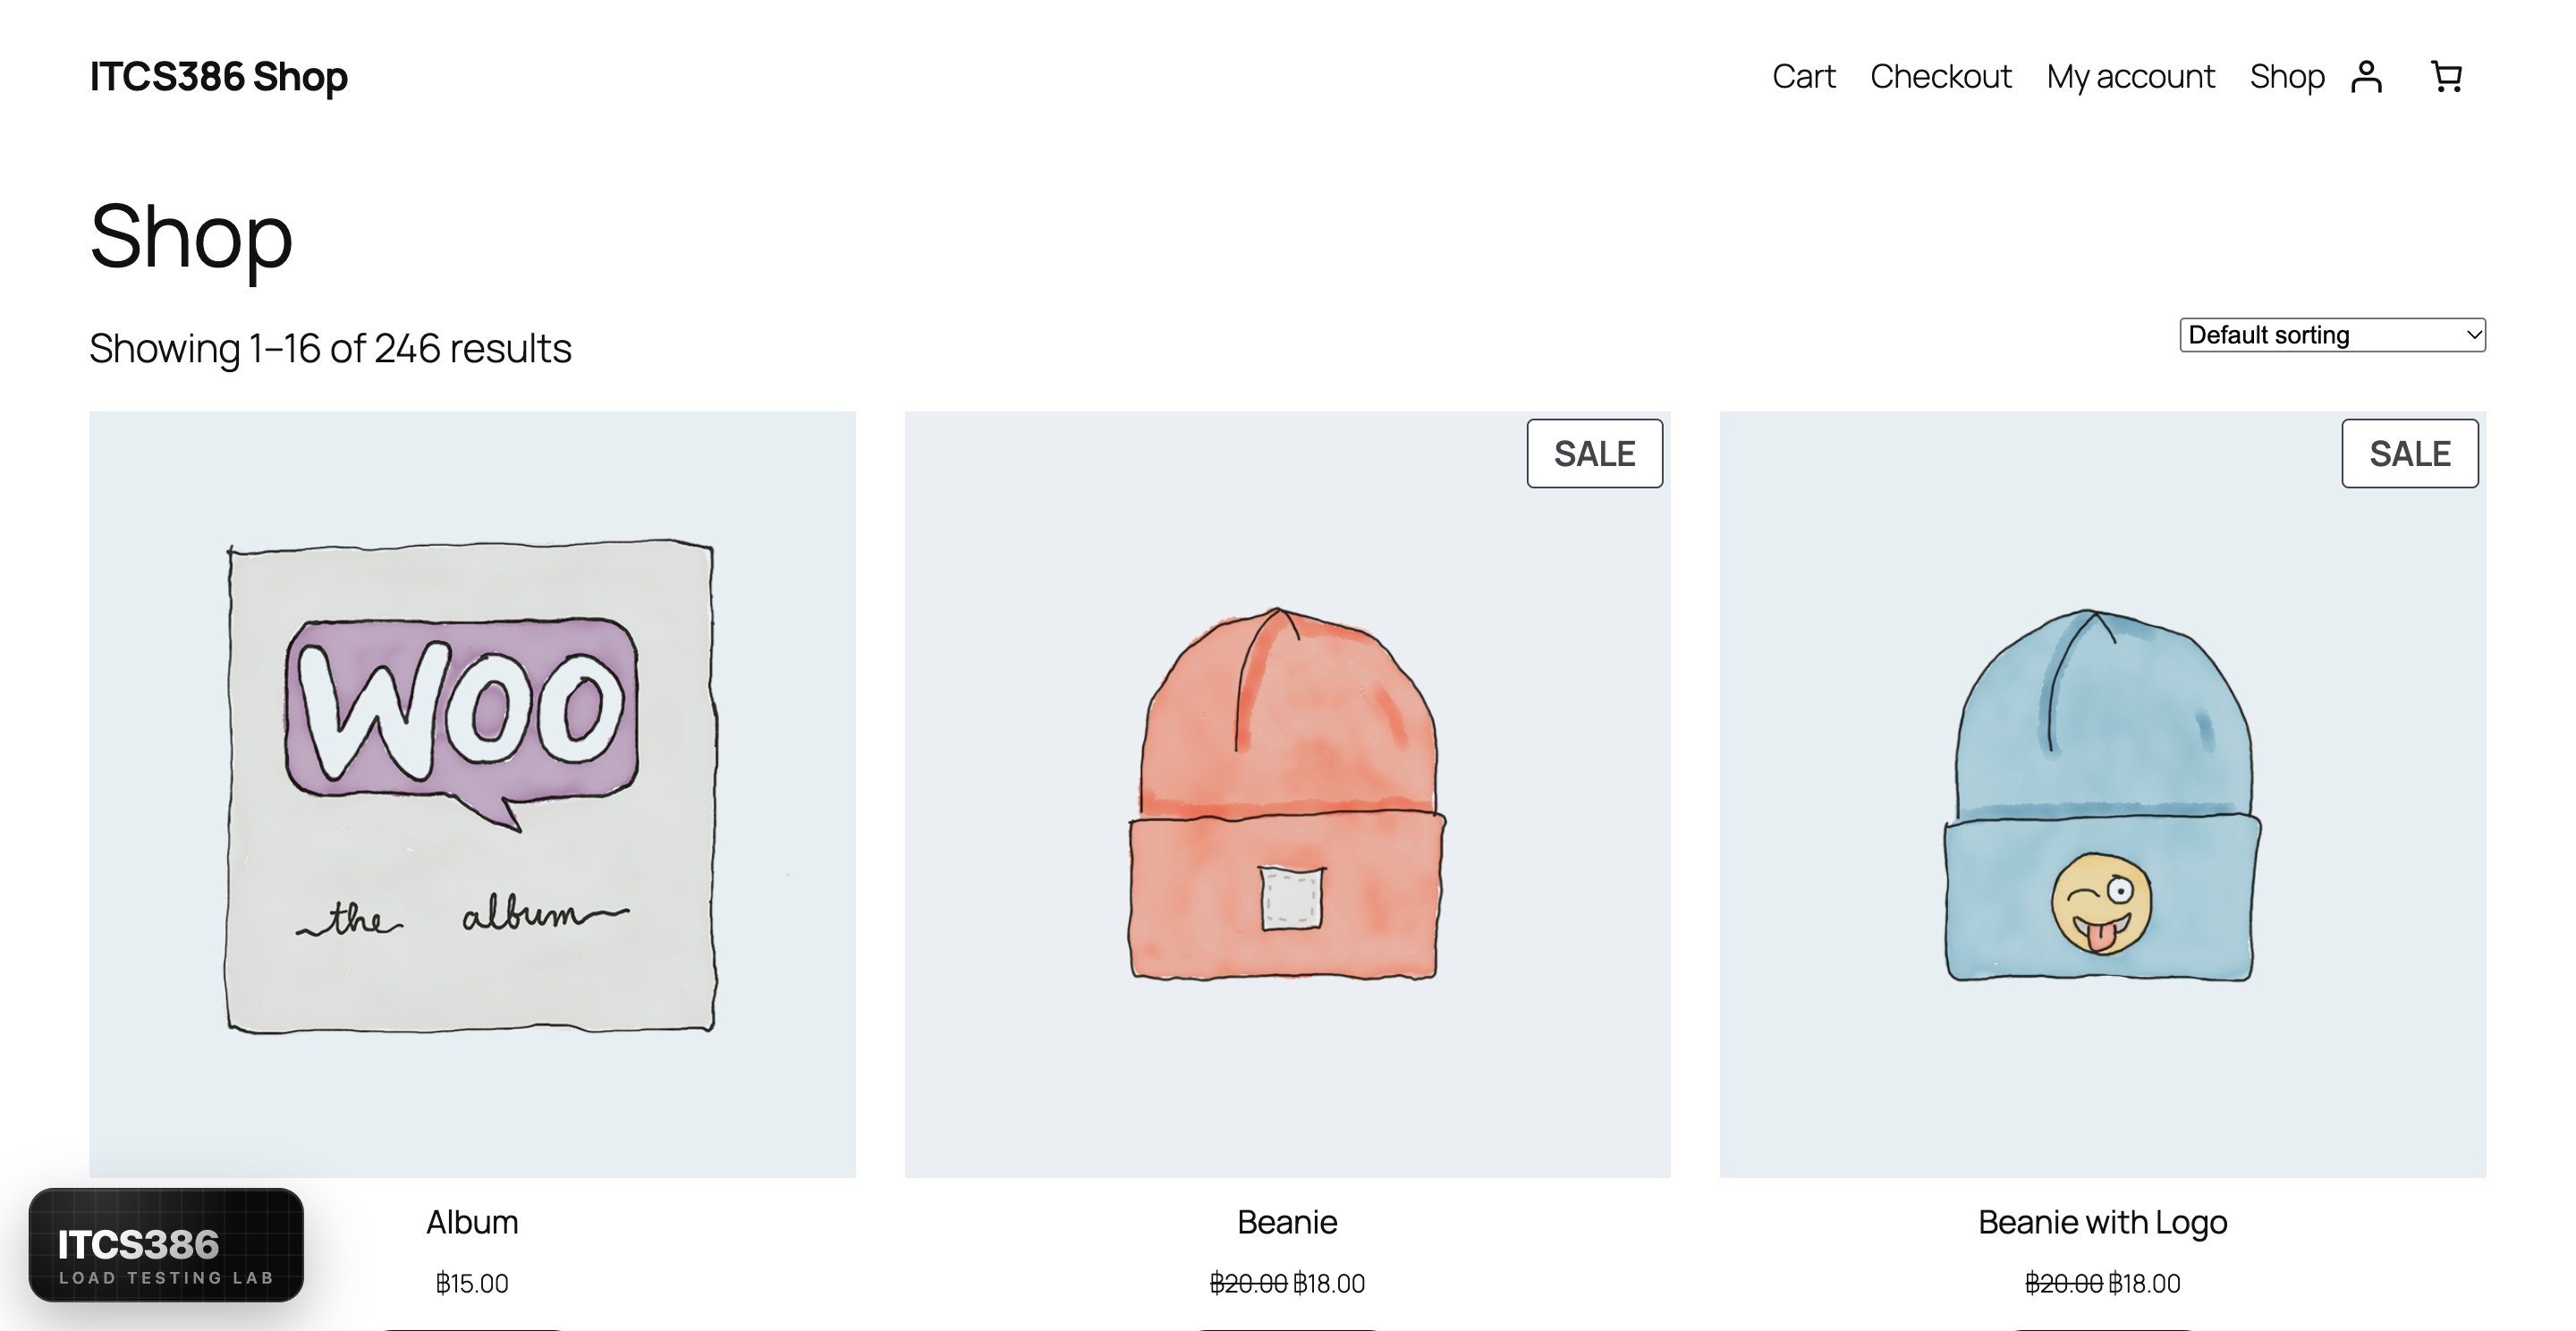 ITCS386 Shop
Cart Checkout My account Shop
Shop
Showing 1–16 of 246 results
Default sorting
SALE
SALE
WOO
the album
Album
฿15.00
Beanie
฿20.00 ฿18.00
Beanie with Logo
฿20.00 ฿18.00
ITCS386
LOAD TESTING LAB